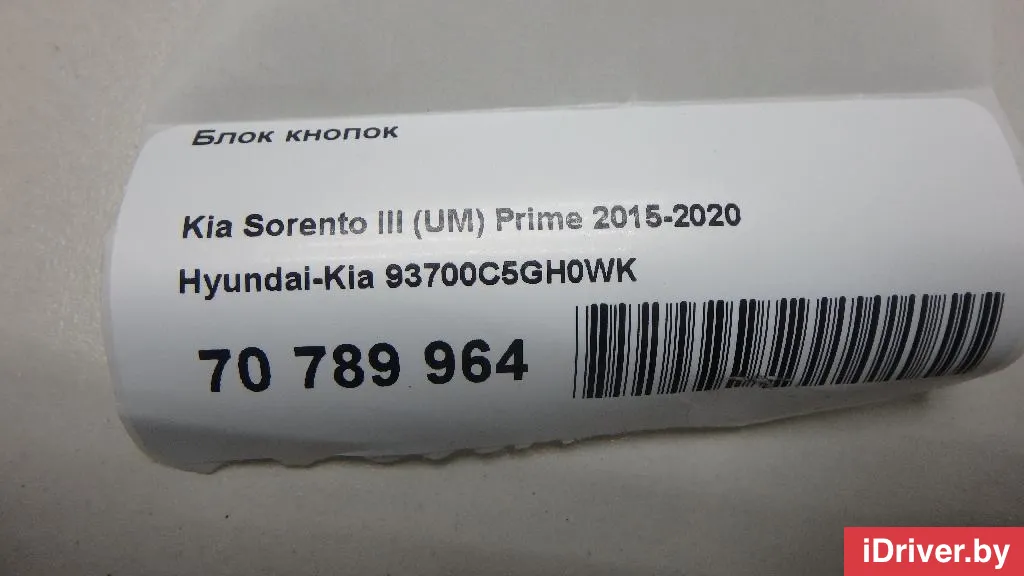 Блок кнопок
Kia Sorento III (UM) Prime 2015-2020
Hyundai-Kia 93700C5GH0WK
70 789 964
iDriver.by